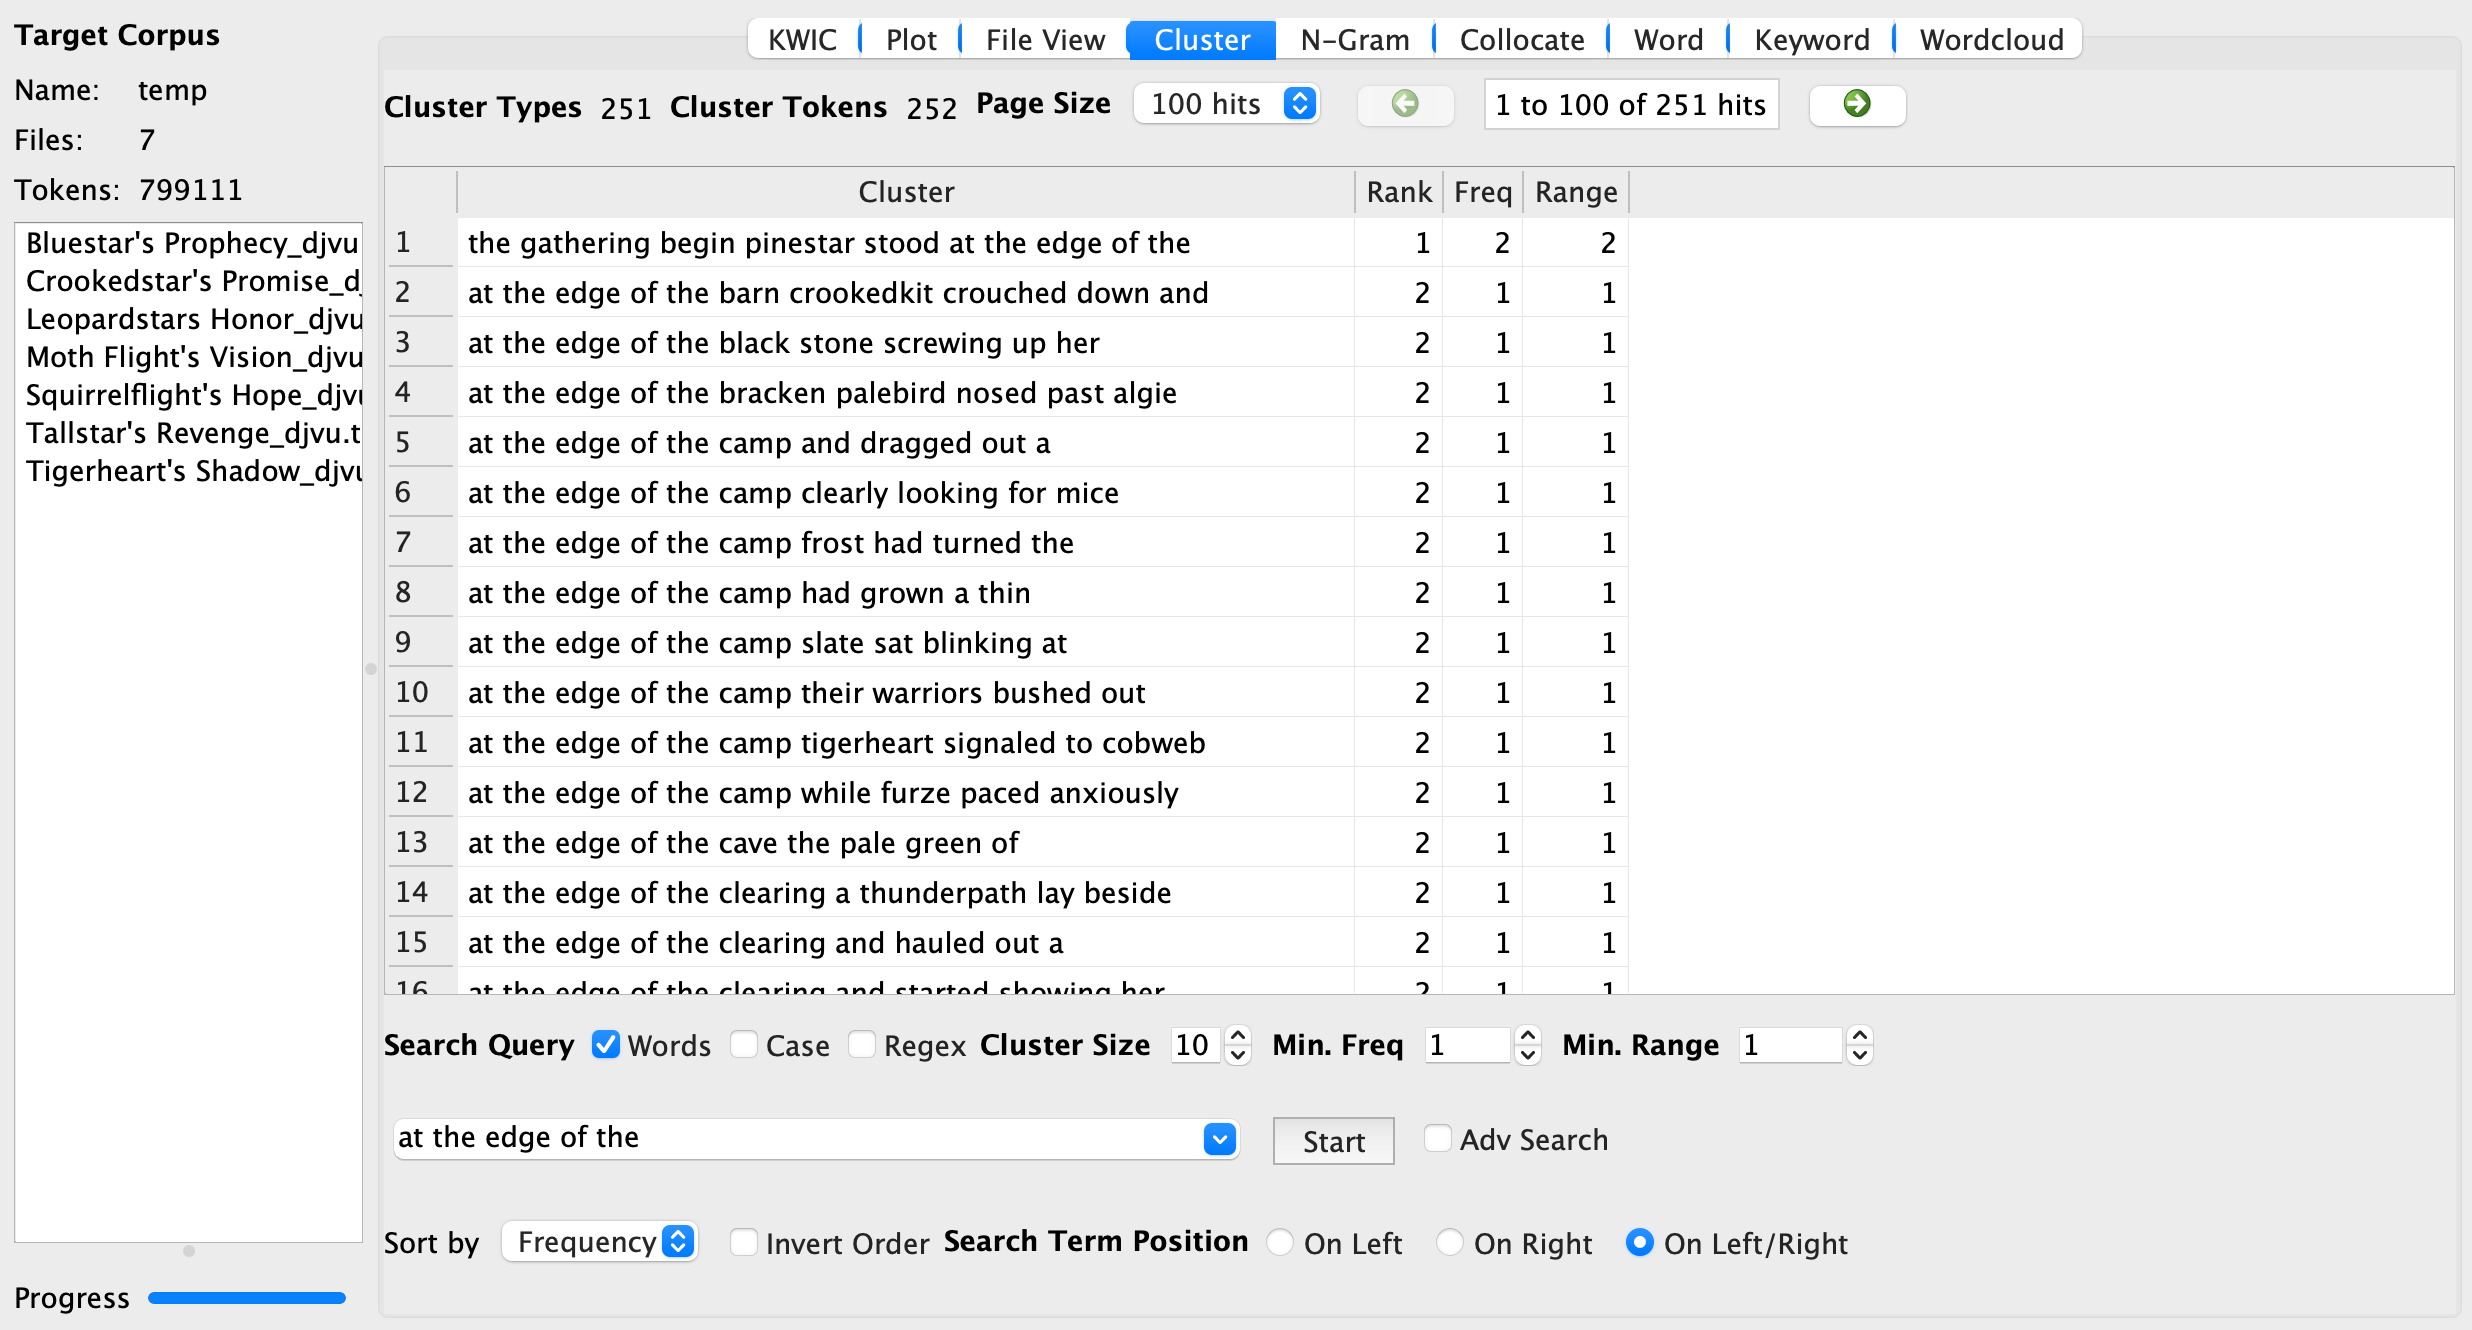 Target Corpus
Name: temp
Files: 7
Tokens: 799111
Bluestar's Prophecy_djvu
Crookedstar's Promise_dj
Leopardstars Honor_djvu
Moth Flight's Vision_djvu
Squirrelflight's Hope_djvu
Tallstar's Revenge_djvu.t
Tigerheart's Shadow_djvu
Progress
KWIC Plot File View Cluster N-Gram Collocate Word Keyword Wordcloud
Cluster Types 251 Cluster Tokens 252 Page Size 100 hits 1 to 100 of 251 hits
Cluster Rank Freq Range
1 the gathering begin pinestar stood at the edge of the 1 2 2
2 at the edge of the barn crookedkit crouched down and 2 1 1
3 at the edge of the black stone screwing up her 2 1 1
4 at the edge of the bracken palebird nosed past algie 2 1 1
5 at the edge of the camp and dragged out a 2 1 1
6 at the edge of the camp clearly looking for mice 2 1 1
7 at the edge of the camp frost had turned the 2 1 1
8 at the edge of the camp had grown a thin 2 1 1
9 at the edge of the camp slate sat blinking at 2 1 1
10 at the edge of the camp their warriors bushed out 2 1 1
11 at the edge of the camp tigerheart signaled to cobweb 2 1 1
12 at the edge of the camp while furze paced anxiously 2 1 1
13 at the edge of the cave the pale green of 2 1 1
14 at the edge of the clearing a thunderpath lay beside 2 1 1
15 at the edge of the clearing and hauled out a 2 1 1
16 at the edge of the clearing and started showing her 2 1 1
Search Query Words Case Regex Cluster Size 10 Min. Freq 1 Min. Range 1
at the edge of the Start Adv Search
Sort by Frequency Invert Order Search Term Position On Left On Right On Left/Right